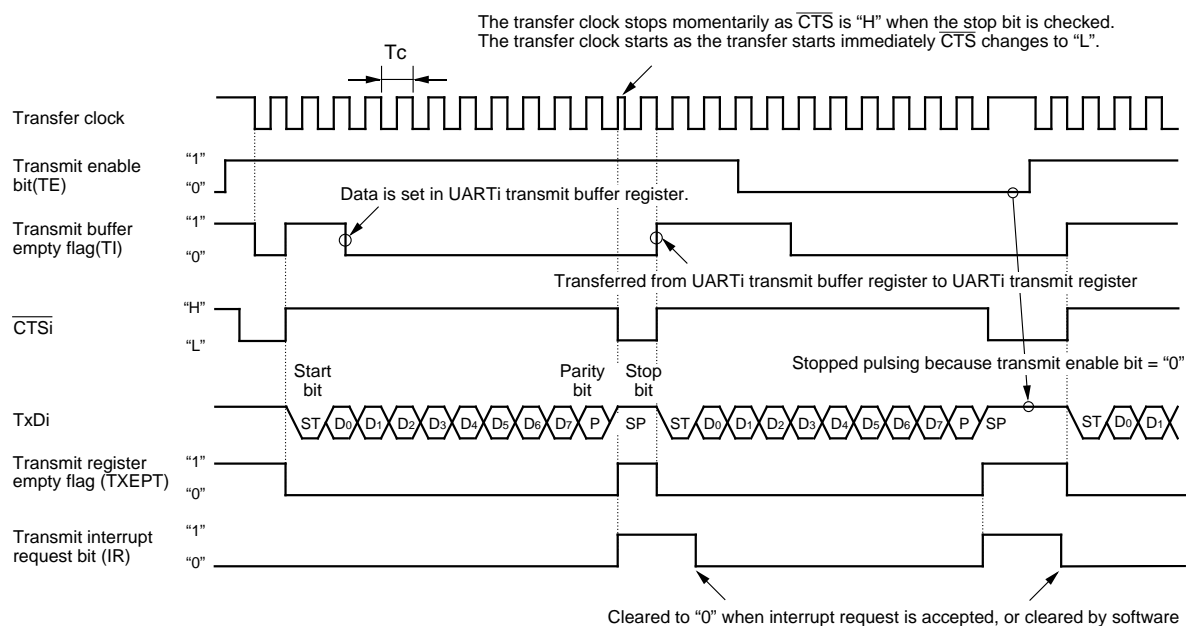 The transfer clock stops momentarily as CTS is “H” when the stop bit is checked.
The transfer clock starts as the transfer starts immediately CTS changes to “L”.
Tc
Transfer clock
Transmit enable
bit(TE)
“1”
“0”
Data is set in UARTi transmit buffer register.
Transmit buffer
empty flag(TI)
“1”
“0”
Transferred from UARTi transmit buffer register to UARTi transmit register
CTSi
“H”
“L”
Stopped pulsing because transmit enable bit = “0”
Start
bit
Parity
bit
Stop
bit
TxDi
ST D0 D1 D2 D3 D4 D5 D6 D7 P SP ST D0 D1 D2 D3 D4 D5 D6 D7 P SP ST D0 D1
Transmit register
empty flag (TXEPT)
“1”
“0”
Transmit interrupt
request bit (IR)
“1”
“0”
Cleared to “0” when interrupt request is accepted, or cleared by software